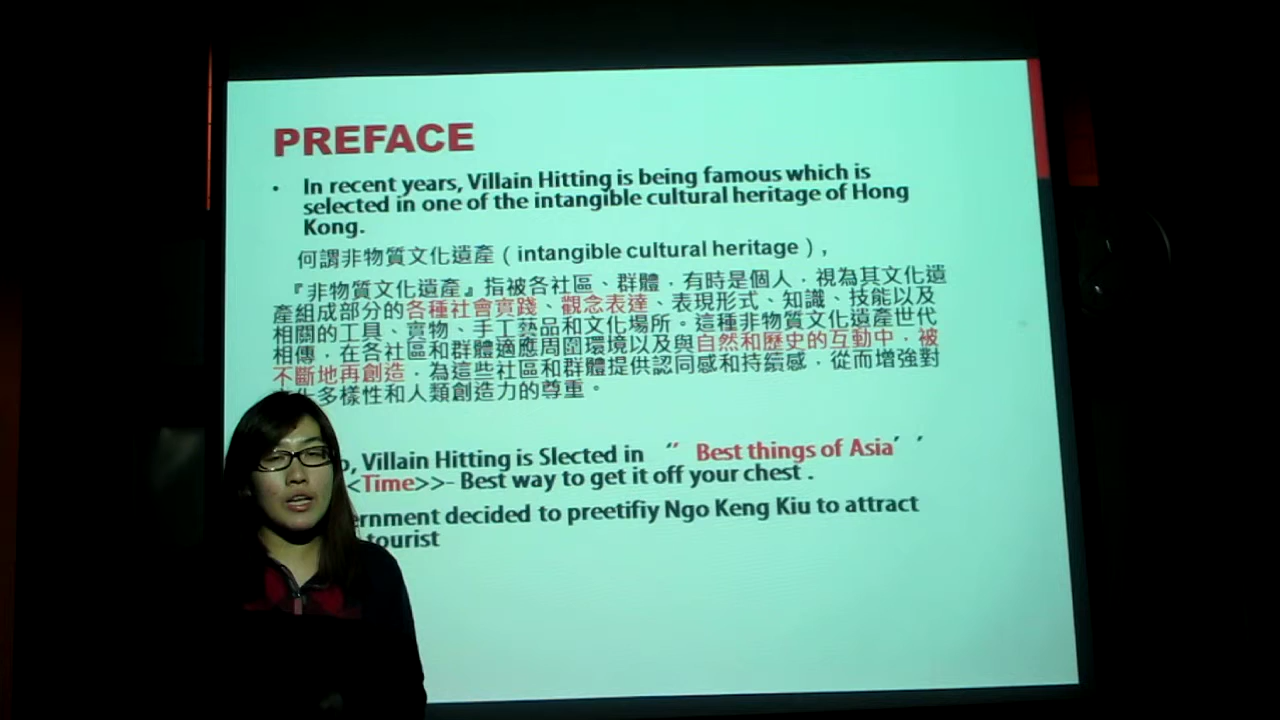 PREFACE
• In recent years, Villain Hitting is being famous which is
selected in one of the intangible cultural heritage of Hong
Kong.
何謂非物質文化遺產（intangible cultural heritage），
『非物質文化遺產』指被各社區、群體，有時是個人，視為其文化遺
產組成部分的各種社會實踐、觀念表達、表現形式、知識、技能以及
相關的工具、實物、手工藝品和文化場所。這種非物質文化遺產世代
相傳，在各社區和群體適應周圍環境以及與自然和歷史的互動中，被
不斷地再創造，為這些社區和群體提供認同感和持續感，從而增強對
化多樣性和人類創造力的尊重。
, Villain Hitting is Slected in “ Best things of Asia’ ’
<Time>>- Best way to get it off your chest .
ernment decided to preetifiy Ngo Keng Kiu to attract
tourist